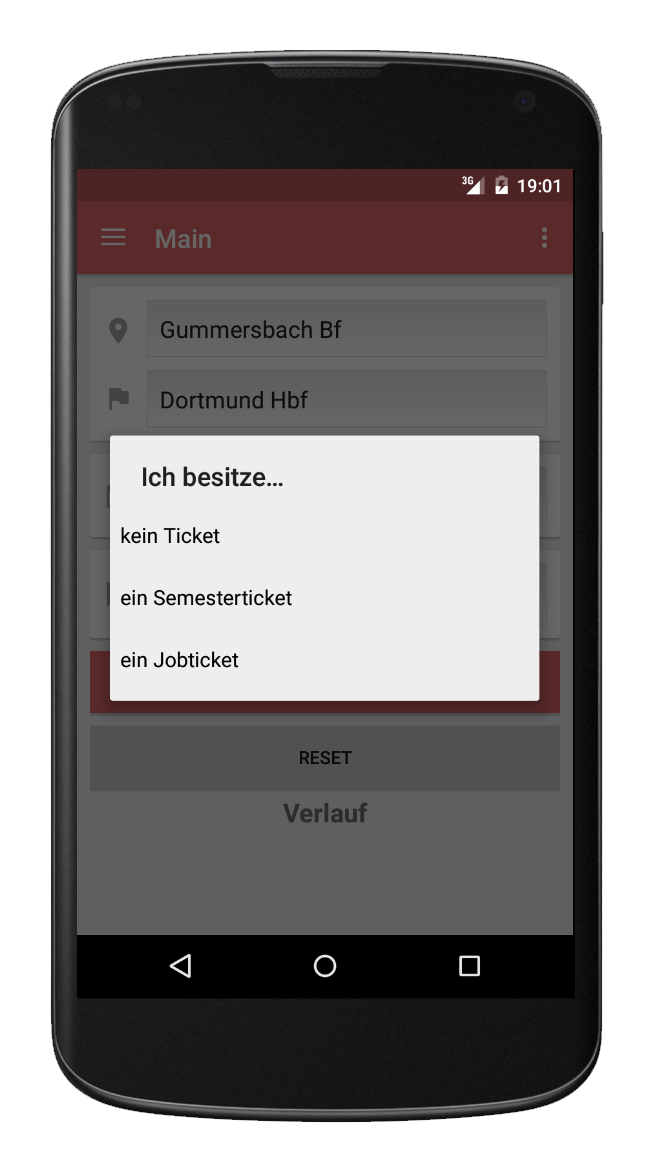 3G 19:01
Main
Gummersbach Bf
Dortmund Hbf
Ich besitze...
kein Ticket
ein Semesterticket
ein Jobticket
RESET
Verlauf